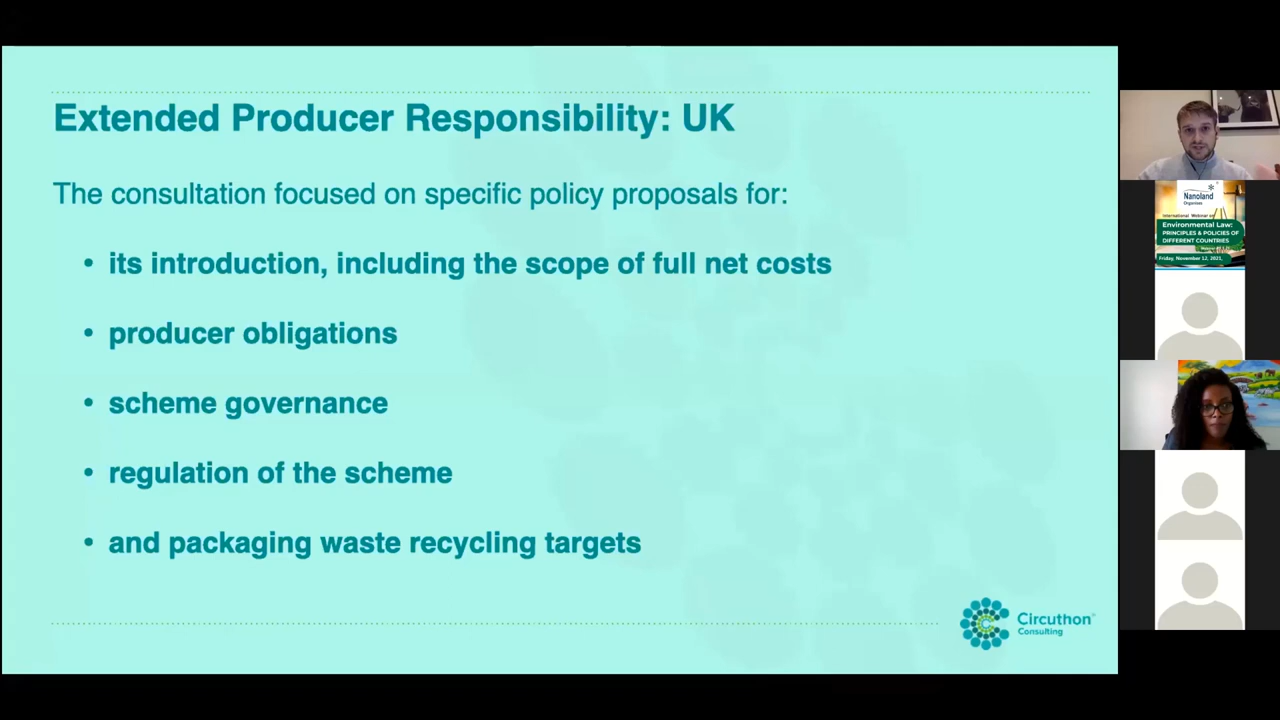 Extended Producer Responsibility: UK
The consultation focused on specific policy proposals for:
• its introduction, including the scope of full net costs
• producer obligations
• scheme governance
• regulation of the scheme
• and packaging waste recycling targets
Circuthon
Consulting
Nanoland
Organises
International Webinar on
Environmental Law:
PRINCIPLES & POLICIES OF
DIFFERENT COUNTRIES
Friday, November 12, 2021,